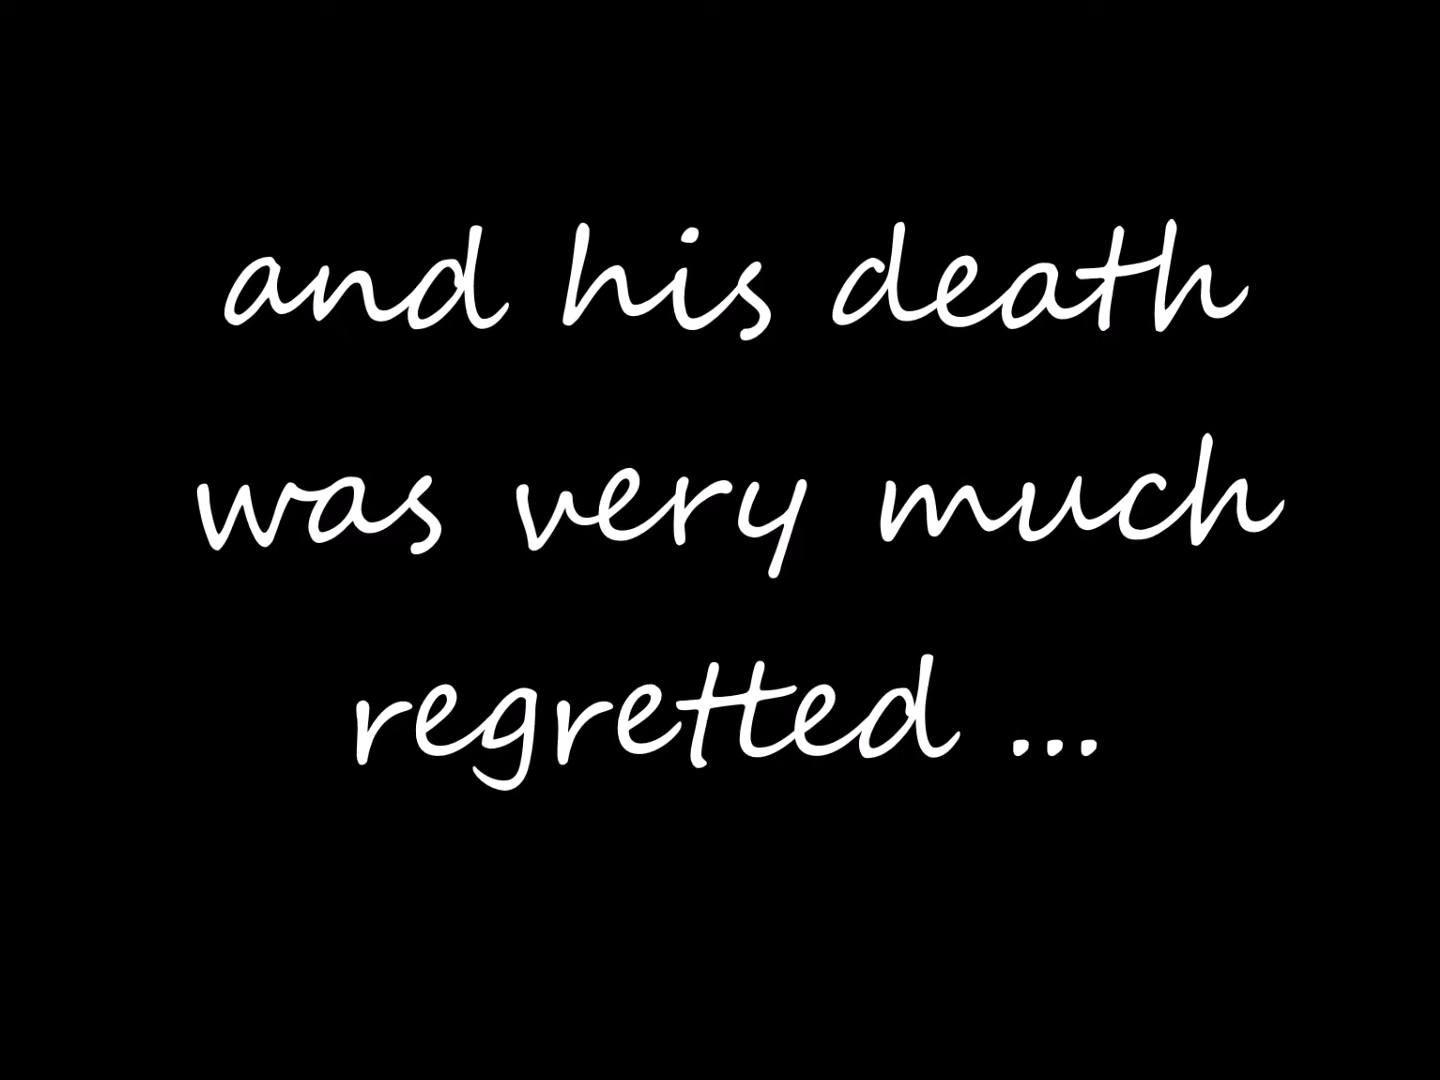 and his death
was very much
regretted ...